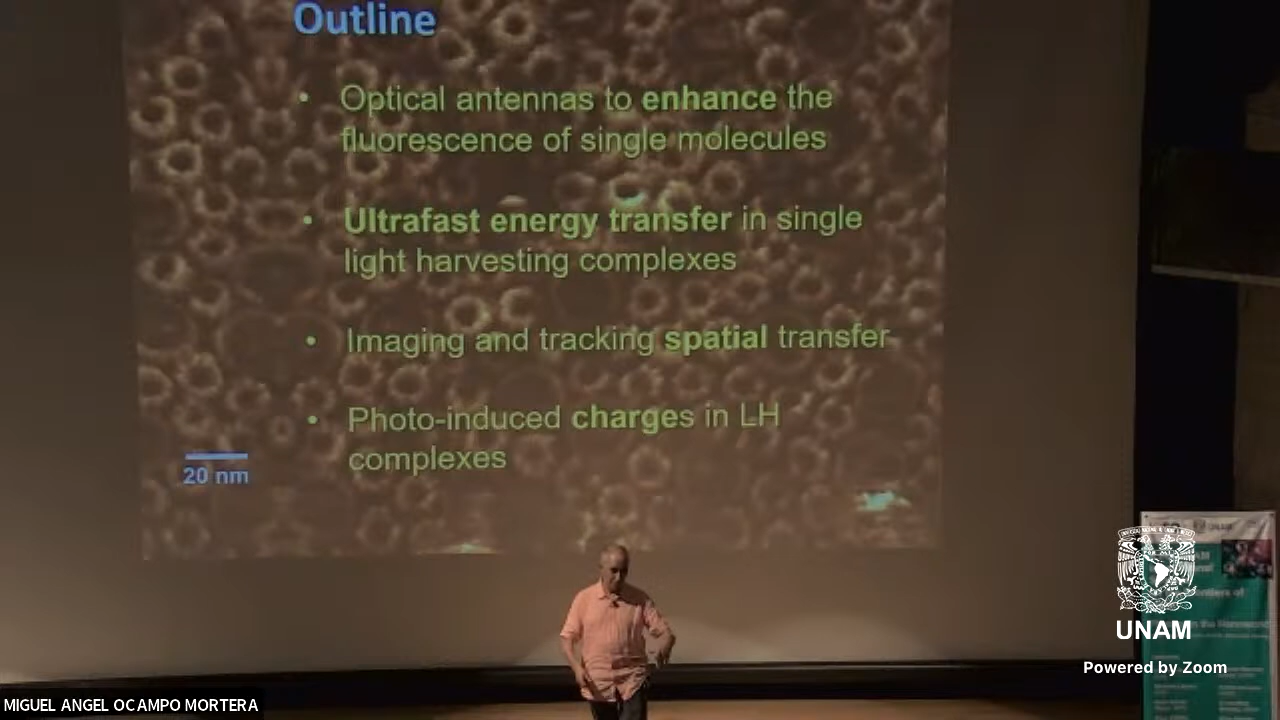 Outline
• Optical antennas to enhance the
fluorescence of single molecules
• Ultrafast energy transfer in single
light harvesting complexes
• Imaging and tracking spatial transfer
• Photo-induced charges in LH
complexes
20 nm
UNAM
Powered by Zoom
MIGUEL ANGEL OCAMPO MORTERA